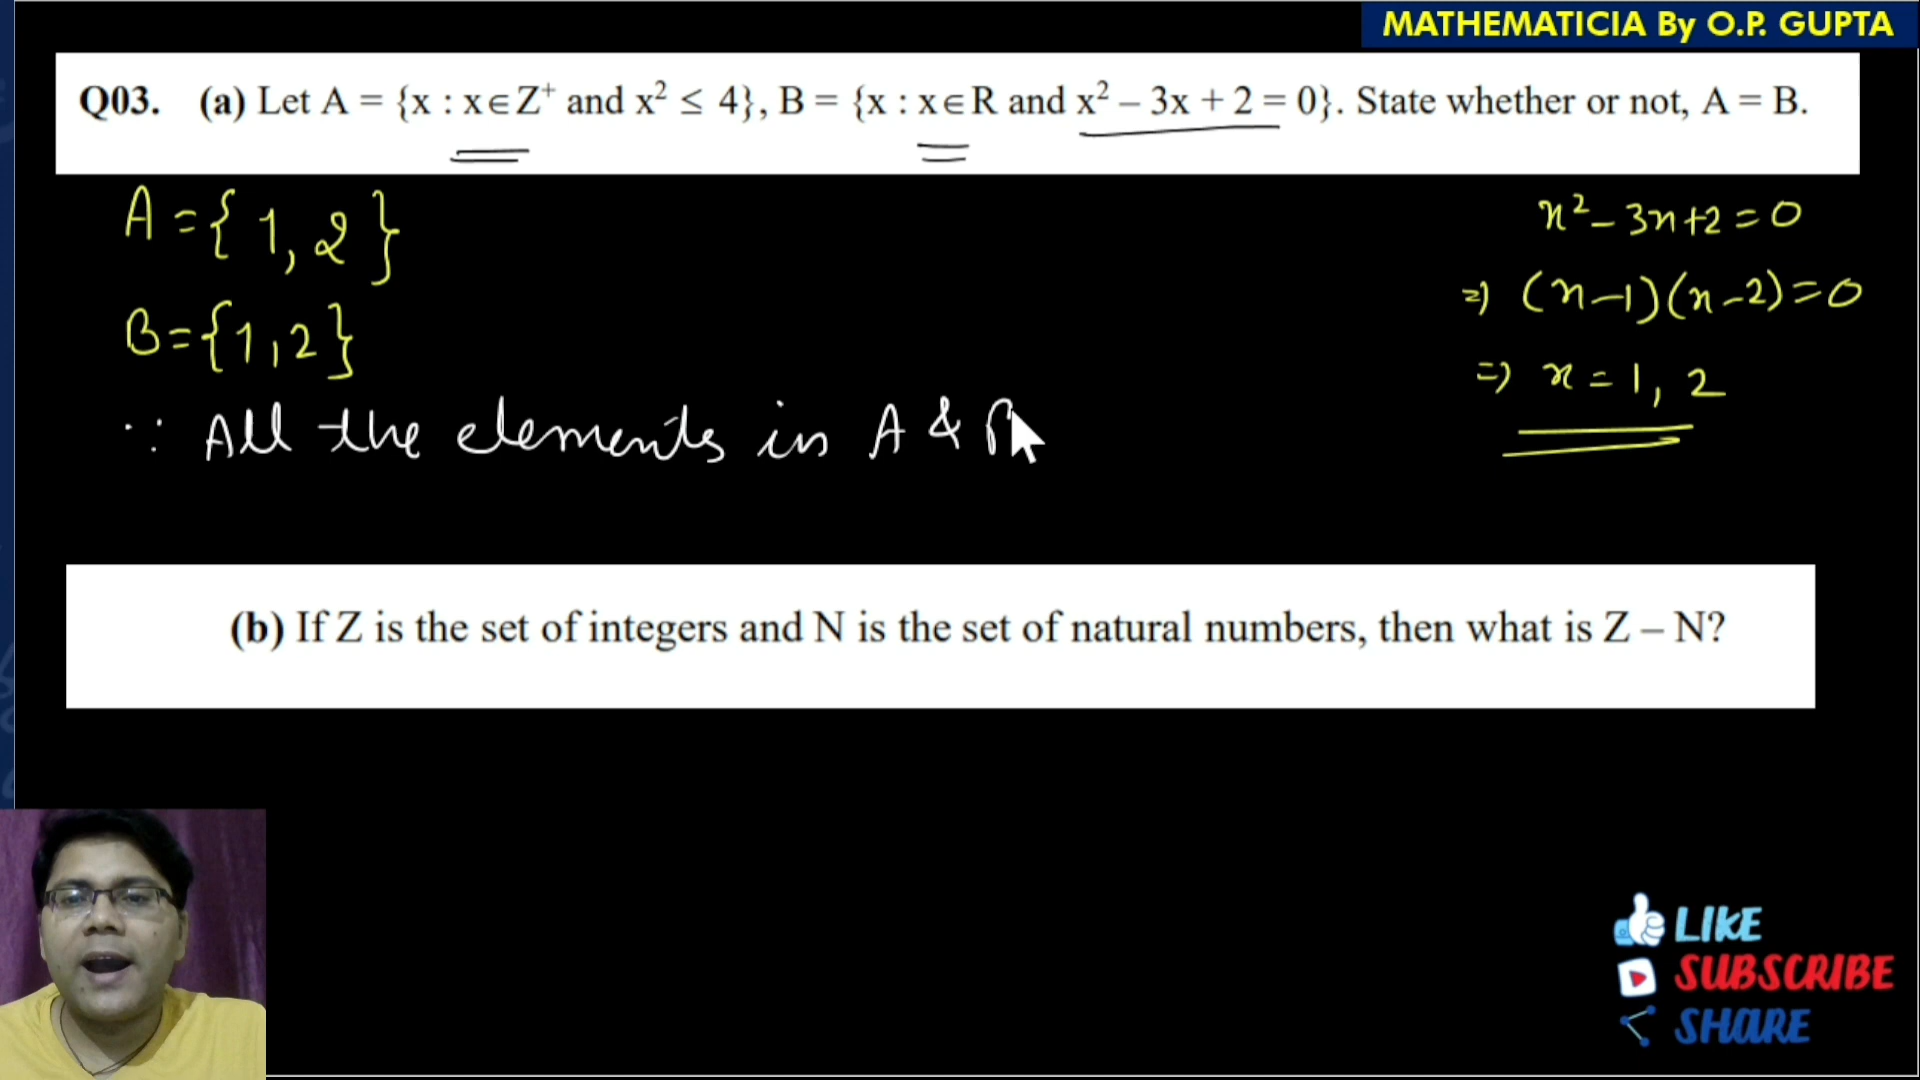 MATHEMATICIA By O.P. GUPTA
Q03. (a) Let A = {x : x∈Z⁺ and x² ≤ 4}, B = {x : x∈R and x² – 3x + 2 = 0}. State whether or not, A = B.
A = {1, 2}
B = {1, 2}
∵ All the elements in A &
x² – 3x + 2 = 0
⇒ (x – 1)(x – 2) = 0
⇒ x = 1, 2
(b) If Z is the set of integers and N is the set of natural numbers, then what is Z – N?
LIKE
SUBSCRIBE
SHARE